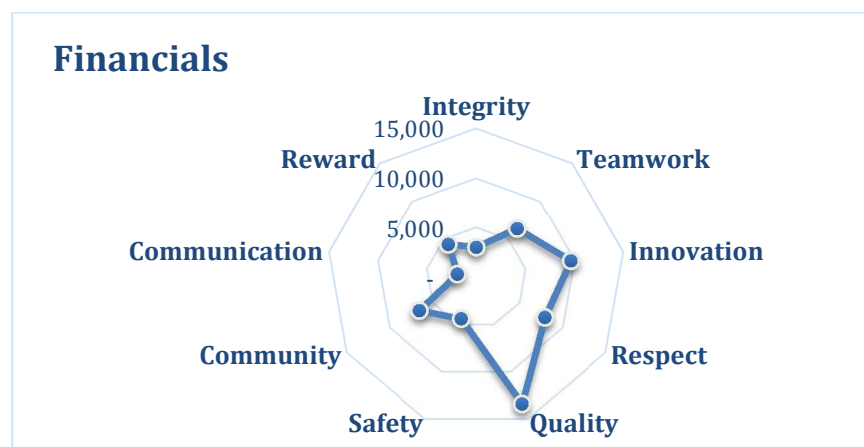 Financials
Integrity
15,000
Reward
Teamwork
10,000
5,000
Communication
Innovation
-
Community
Respect
Safety
Quality